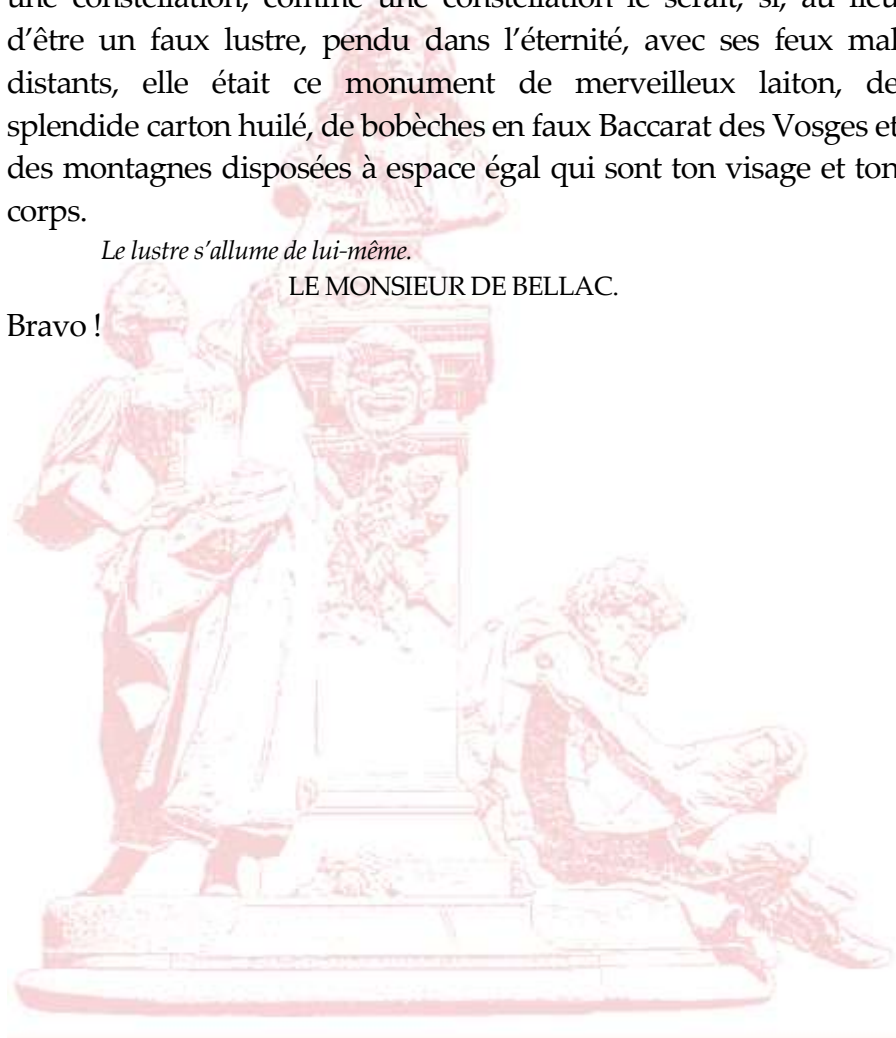 une constellation, comme une constellation le serait, si, au lieu
d’être un faux lustre, pendu dans l’éternité, avec ses feux mal
distants, elle était ce monument de merveilleux laiton, de
splendide carton huilé, de bobèches en faux Baccarat des Vosges et
des montagnes disposées à espace égal qui sont ton visage et ton
corps.
Le lustre s’allume de lui-même.
LE MONSIEUR DE BELLAC.
Bravo !